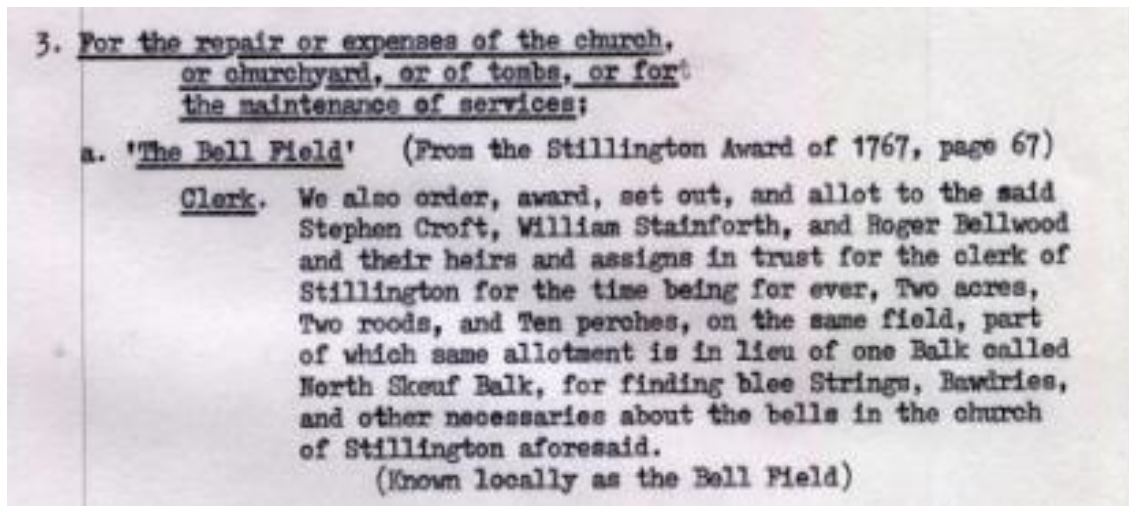 3. For the repair or expenses of the church,
or churchyard, or of tombs, or fort
the maintenance of services;
a. 'The Bell Field' (From the Stillington Award of 1767, page 67)
Clerk. We also order, award, set out, and allot to the said
Stephen Croft, William Stainforth, and Roger Bellwood
and their heirs and assigns in trust for the clerk of
Stillington for the time being for ever, Two acres,
Two roods, and Ten perches, on the same field, part
of which same allotment is in lieu of one Balk called
North Skeuf Balk, for finding blee Strings, Bawdries,
and other necessaries about the bells in the church
of Stillington aforesaid.
(Known locally as the Bell Field)